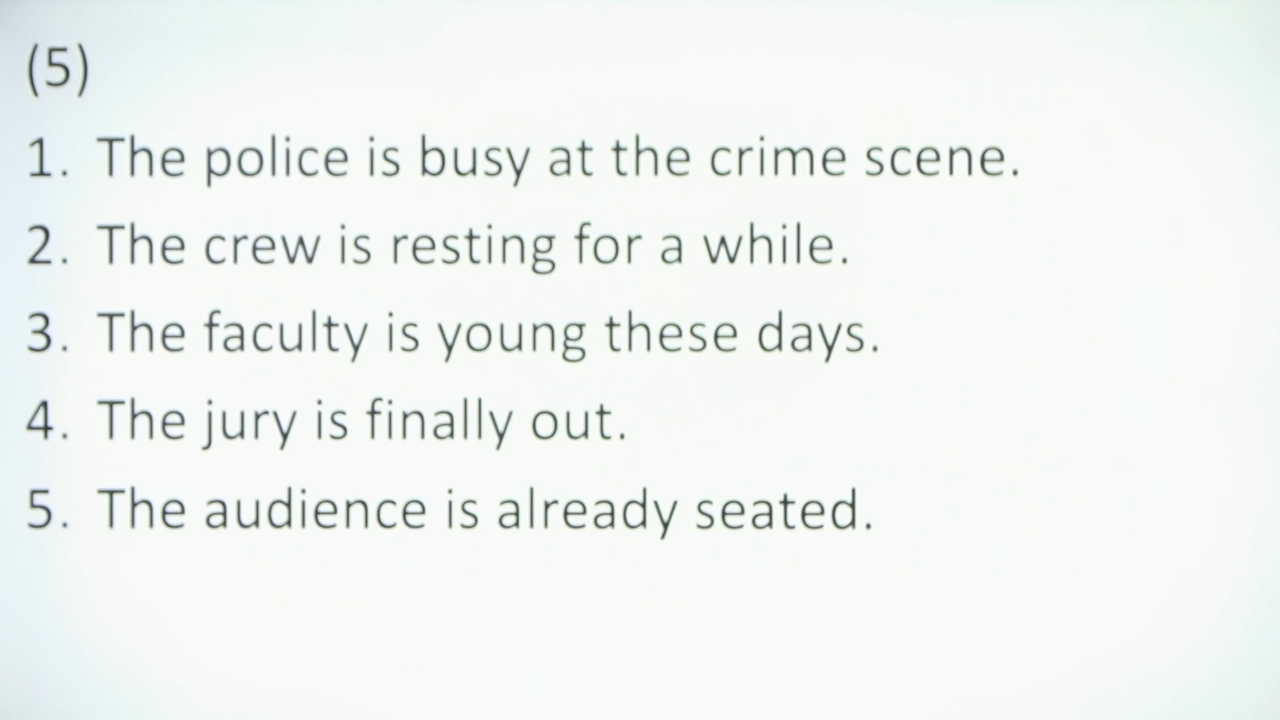 (5)
1. The police is busy at the crime scene.
2. The crew is resting for a while.
3. The faculty is young these days.
4. The jury is finally out.
5. The audience is already seated.